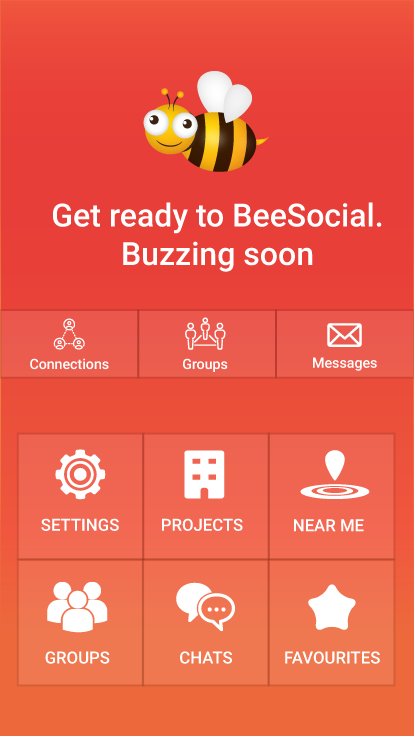 Get ready to BeeSocial.
Buzzing soon
Connections
Groups
Messages
SETTINGS
PROJECTS
NEAR ME
GROUPS
CHATS
FAVOURITES